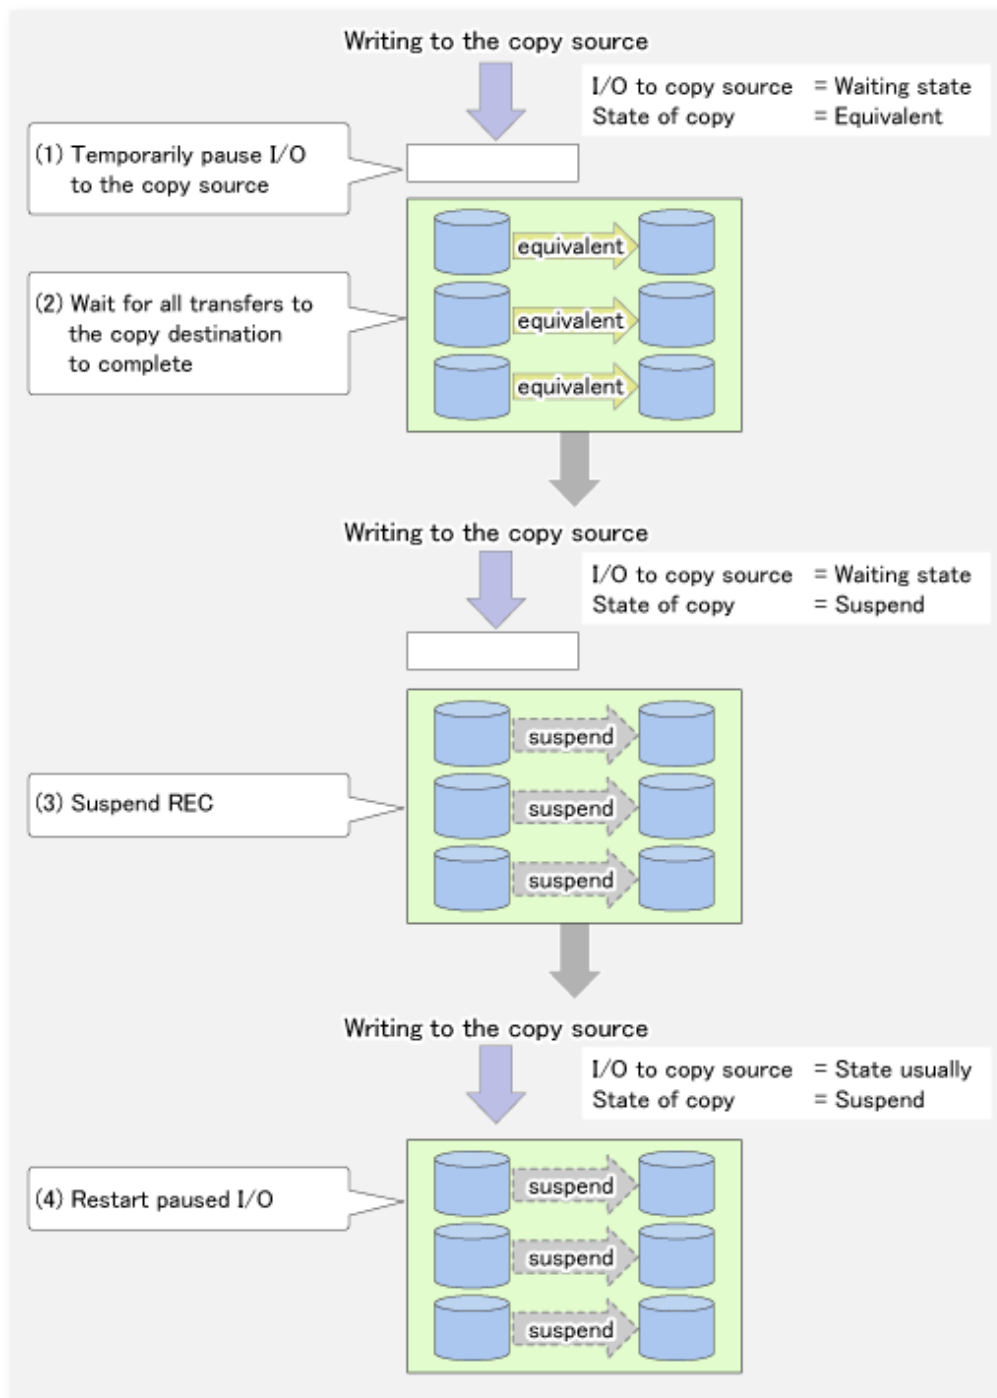 Writing to the copy source
I/O to copy source = Waiting state
State of copy = Equivalent
(1) Temporarily pause I/O
to the copy source
equivalent
(2) Wait for all transfers to
the copy destination
to complete
equivalent
equivalent
Writing to the copy source
I/O to copy source = Waiting state
State of copy = Suspend
suspend
(3) Suspend REC
suspend
suspend
Writing to the copy source
I/O to copy source = State usually
State of copy = Suspend
(4) Restart paused I/O
suspend
suspend
suspend